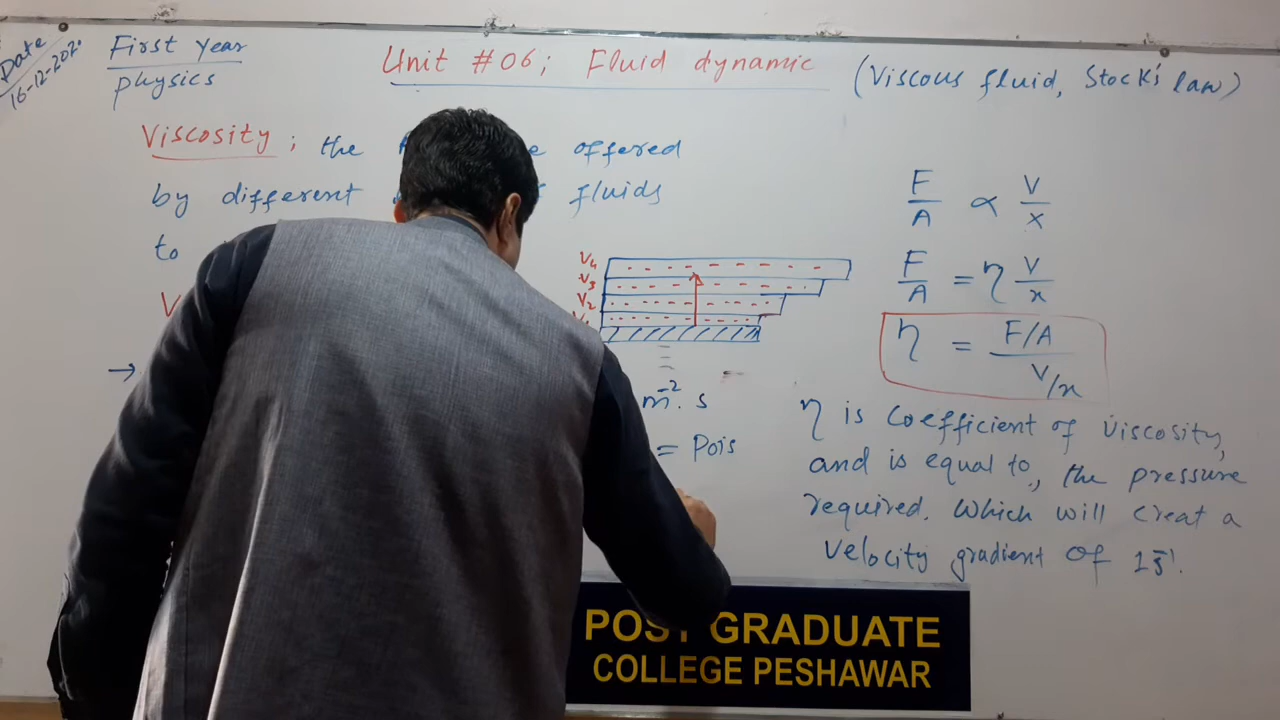 Date
16-12-202
First Year
physics
Unit #06; Fluid dynamic
(Viscous fluid, Stock's law)
Viscosity; the offered
by different fluids
to
V4
V3
V2
F/A ∝ V/x
F/A = η V/x
η = F/A / V/x
→
m⁻². s
= Pois
η is Coefficient of Viscosity,
and is equal to, the pressure
required. Which will creat a
Velocity gradient of 1s⁻¹.
POST GRADUATE
COLLEGE PESHAWAR